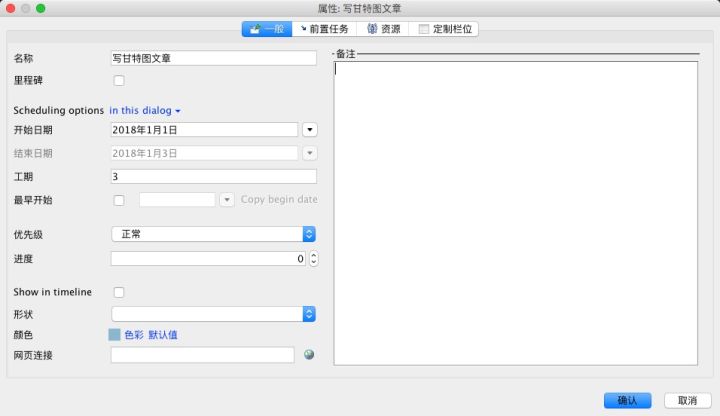 属性: 写甘特图文章
一般 前置任务 资源 定制栏位
名称 写甘特图文章
里程碑
Scheduling options in this dialog
开始日期 2018年1月1日
结束日期 2018年1月3日
工期 3
最早开始 Copy begin date
优先级 正常
进度 0
Show in timeline
形状
颜色 色彩 默认值
网页连接
备注
确认 取消